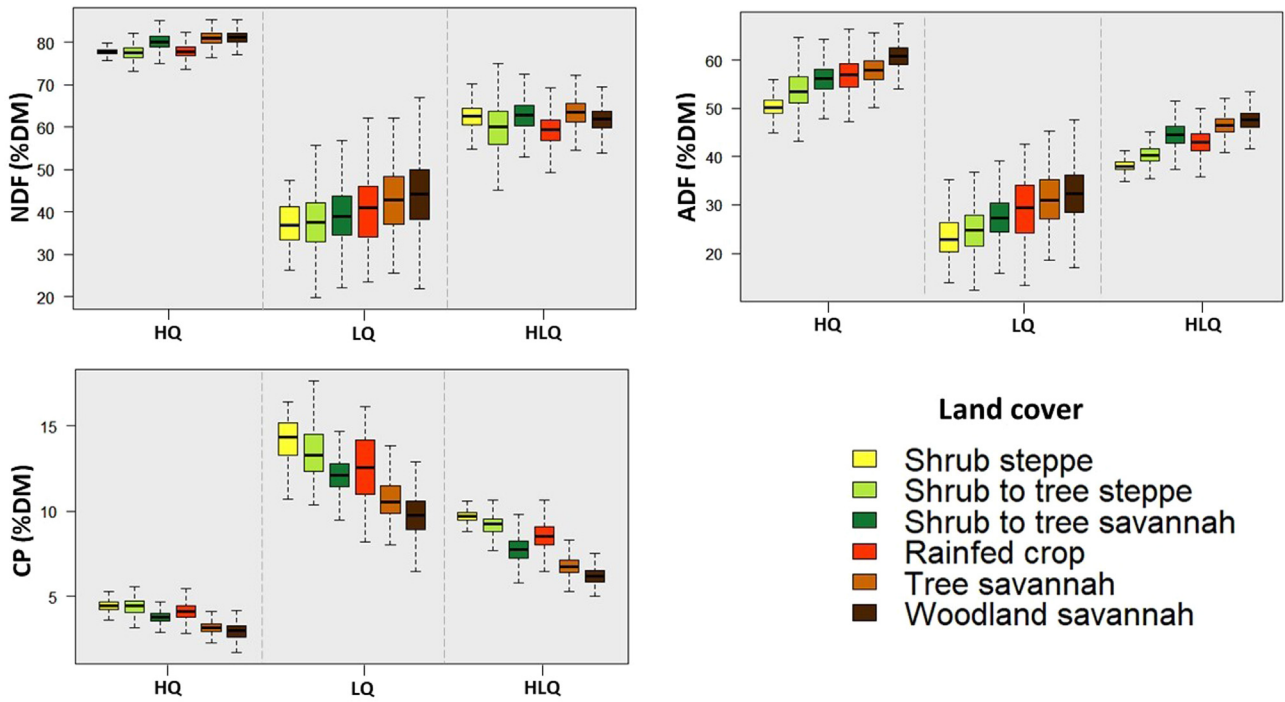 NDF (%DM)
80
70
60
50
40
30
20
HQ
LQ
HLQ
ADF (%DM)
60
50
40
30
20
HQ
LQ
HLQ
CP (%DM)
15
10
5
HQ
LQ
HLQ
Land cover
Shrub steppe
Shrub to tree steppe
Shrub to tree savannah
Rainfed crop
Tree savannah
Woodland savannah